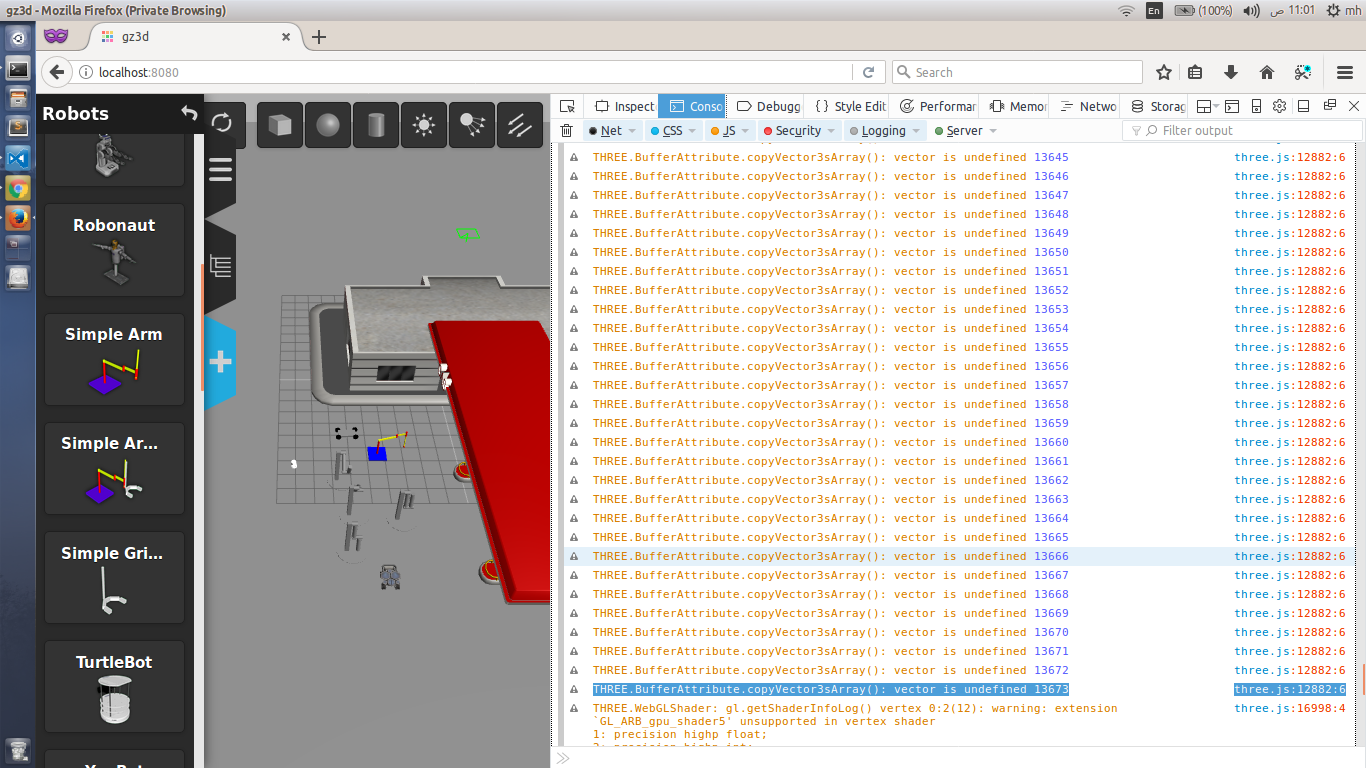 gz3d - Mozilla Firefox (Private Browsing)
En
(100%)
11:01 ص
mh
gz3d
localhost:8080
Search
Robots
Inspect
Conso
Debugg
Style Edit
Performar
Memor
Netwo
Storag
Net
CSS
JS
Security
Logging
Server
Filter output
Robonaut
Simple Arm
Simple Ar...
Simple Gri...
TurtleBot
THREE.BufferAttribute.copyVector3sArray(): vector is undefined 13645 three.js:12882:6
THREE.BufferAttribute.copyVector3sArray(): vector is undefined 13646 three.js:12882:6
THREE.BufferAttribute.copyVector3sArray(): vector is undefined 13647 three.js:12882:6
THREE.BufferAttribute.copyVector3sArray(): vector is undefined 13648 three.js:12882:6
THREE.BufferAttribute.copyVector3sArray(): vector is undefined 13649 three.js:12882:6
THREE.BufferAttribute.copyVector3sArray(): vector is undefined 13650 three.js:12882:6
THREE.BufferAttribute.copyVector3sArray(): vector is undefined 13651 three.js:12882:6
THREE.BufferAttribute.copyVector3sArray(): vector is undefined 13652 three.js:12882:6
THREE.BufferAttribute.copyVector3sArray(): vector is undefined 13653 three.js:12882:6
THREE.BufferAttribute.copyVector3sArray(): vector is undefined 13654 three.js:12882:6
THREE.BufferAttribute.copyVector3sArray(): vector is undefined 13655 three.js:12882:6
THREE.BufferAttribute.copyVector3sArray(): vector is undefined 13656 three.js:12882:6
THREE.BufferAttribute.copyVector3sArray(): vector is undefined 13657 three.js:12882:6
THREE.BufferAttribute.copyVector3sArray(): vector is undefined 13658 three.js:12882:6
THREE.BufferAttribute.copyVector3sArray(): vector is undefined 13659 three.js:12882:6
THREE.BufferAttribute.copyVector3sArray(): vector is undefined 13660 three.js:12882:6
THREE.BufferAttribute.copyVector3sArray(): vector is undefined 13661 three.js:12882:6
THREE.BufferAttribute.copyVector3sArray(): vector is undefined 13662 three.js:12882:6
THREE.BufferAttribute.copyVector3sArray(): vector is undefined 13663 three.js:12882:6
THREE.BufferAttribute.copyVector3sArray(): vector is undefined 13664 three.js:12882:6
THREE.BufferAttribute.copyVector3sArray(): vector is undefined 13665 three.js:12882:6
THREE.BufferAttribute.copyVector3sArray(): vector is undefined 13666 three.js:12882:6
THREE.BufferAttribute.copyVector3sArray(): vector is undefined 13667 three.js:12882:6
THREE.BufferAttribute.copyVector3sArray(): vector is undefined 13668 three.js:12882:6
THREE.BufferAttribute.copyVector3sArray(): vector is undefined 13669 three.js:12882:6
THREE.BufferAttribute.copyVector3sArray(): vector is undefined 13670 three.js:12882:6
THREE.BufferAttribute.copyVector3sArray(): vector is undefined 13671 three.js:12882:6
THREE.BufferAttribute.copyVector3sArray(): vector is undefined 13672 three.js:12882:6
THREE.BufferAttribute.copyVector3sArray(): vector is undefined 13673 three.js:12882:6
THREE.WebGLShader: gl.getShaderInfoLog() vertex 0:2(12): warning: extension three.js:16998:4
`GL_ARB_gpu_shader5' unsupported in vertex shader
1: precision highp float;